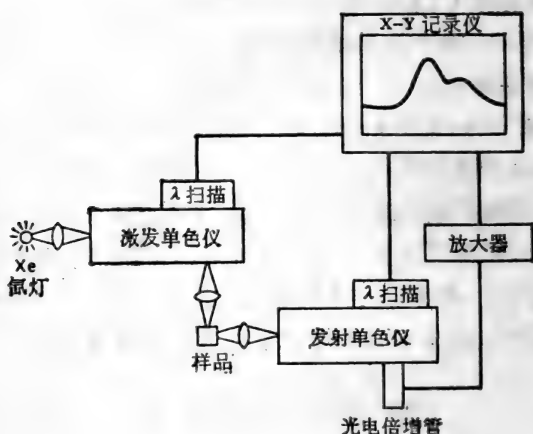 X-Y 记录仪
λ 扫描
激发单色仪
Xe
氙灯
放大器
λ 扫描
样品
发射单色仪
光电倍增管